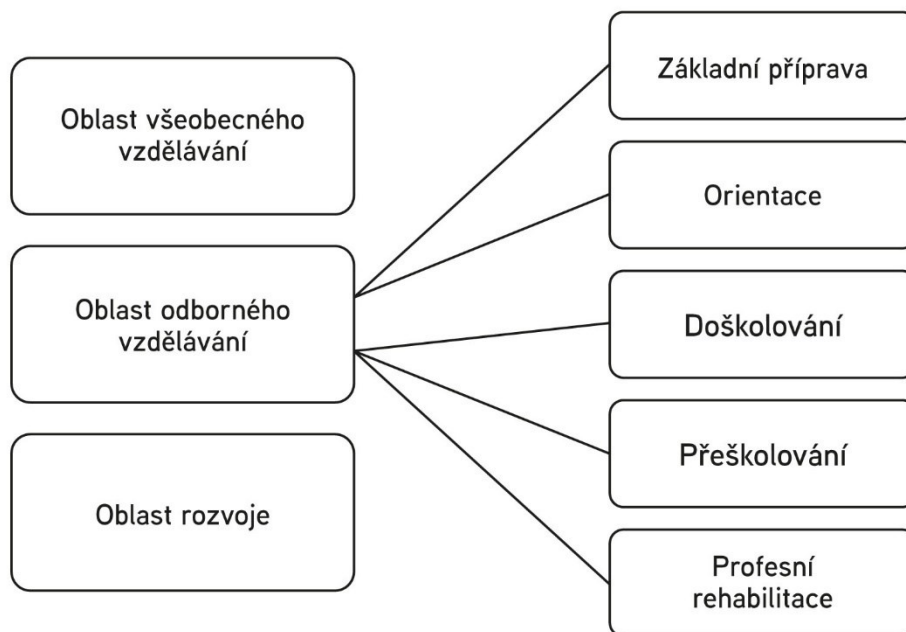 Oblast všeobecného
vzdělávání
Oblast odborného
vzdělávání
Oblast rozvoje
Základní příprava
Orientace
Doškolování
Přeškolování
Profesní
rehabilitace